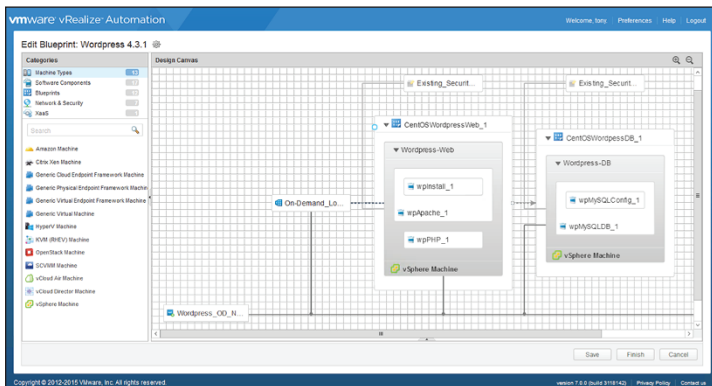 vmware vRealize Automation
Welcome, tony Preferences Help Logout
Edit Blueprint: Wordpress 4.3.1
Categories
Machine Types
Software Components
Blueprints
Network & Security
XaaS
Search
Amazon Machine
Citrix Xen Machine
Generic Cloud Endpoint Framework Machine
Generic Physical Endpoint Framework Machin
Generic Virtual Endpoint Framework Machine
Generic Virtual Machine
HyperV Machine
KVM (RHEV) Machine
OpenStack Machine
SCVMM Machine
vCloud Air Machine
vCloud Director Machine
vSphere Machine
Design Canvas
Existing_Securit...
Existing_Securit...
CentOSWordpressWeb_1
CentOSWordpessDB_1
Wordpress-Web
Wordpress-DB
wpInstall_1
wpMySQLConfig_1
On-Demand_Lo...
wpApache_1
wpMySQLDB_1
wpPHP_1
vSphere Machine
vSphere Machine
Wordpress_OD_N...
Save Finish Cancel
Copyright © 2012-2015 VMware, Inc. All rights reserved.
version 7.0.0 (build 3116142) Privacy Policy Contact us